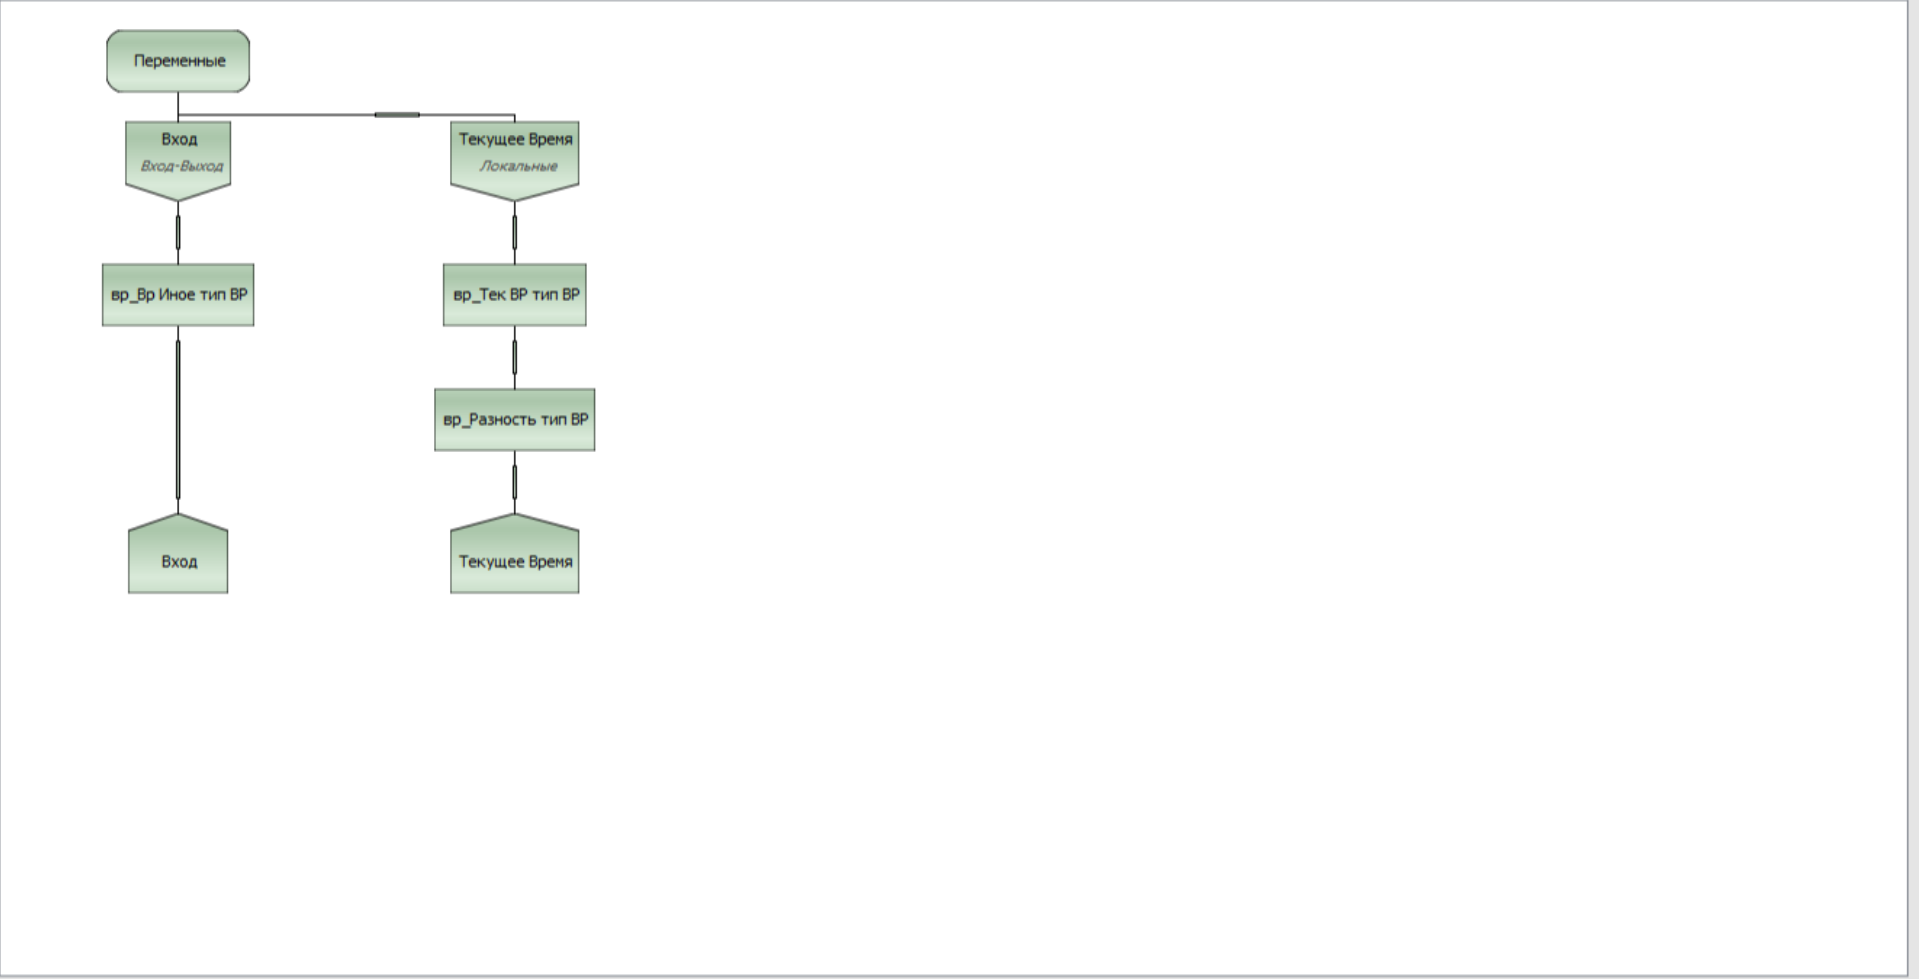 Переменные
Вход
Вход-Выход
Текущее Время
Локальные
вр_Вр Иное тип ВР
вр_Тек ВР тип ВР
вр_Разность тип ВР
Вход
Текущее Время